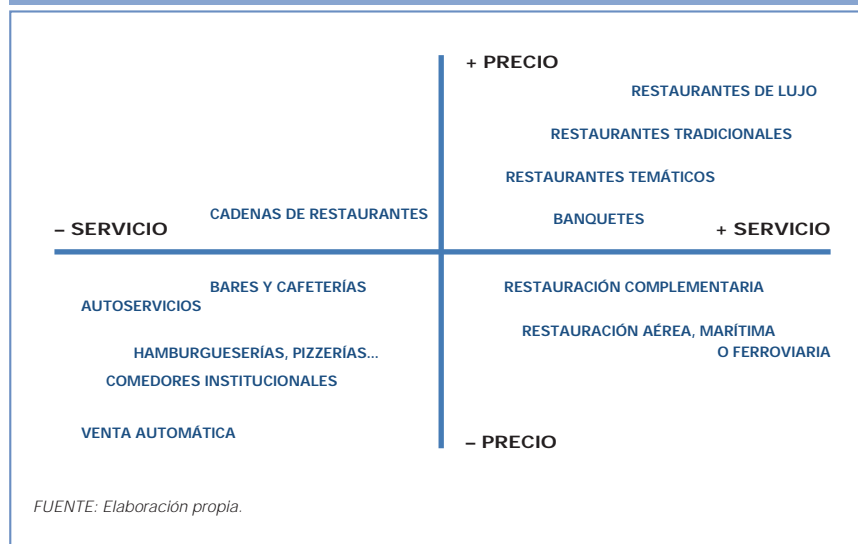 + PRECIO
RESTAURANTES DE LUJO
RESTAURANTES TRADICIONALES
RESTAURANTES TEMÁTICOS
CADENAS DE RESTAURANTES
BANQUETES
– SERVICIO
+ SERVICIO
BARES Y CAFETERÍAS
RESTAURACIÓN COMPLEMENTARIA
AUTOSERVICIOS
RESTAURACIÓN AÉREA, MARÍTIMA
O FERROVIARIA
HAMBURGUESERÍAS, PIZZERÍAS...
COMEDORES INSTITUCIONALES
VENTA AUTOMÁTICA
– PRECIO
FUENTE: Elaboración propia.